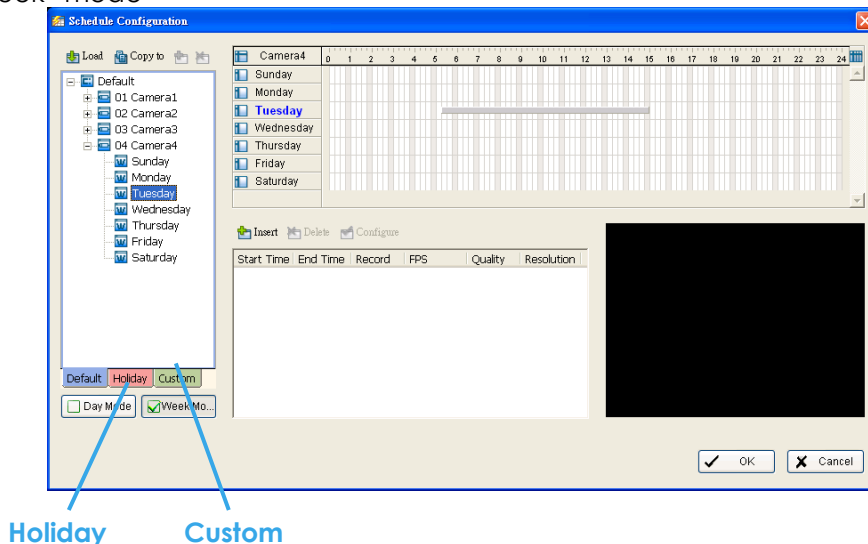 mode
Schedule Configuration
Load Copy to
Default
01 Camera1
02 Camera2
03 Camera3
04 Camera4
Sunday
Monday
Tuesday
Wednesday
Thursday
Friday
Saturday
Default Holiday Custom
Day Mode Week Mo...
Camera4 0 1 2 3 4 5 6 7 8 9 10 11 12 13 14 15 16 17 18 19 20 21 22 23 24
Sunday
Monday
Tuesday
Wednesday
Thursday
Friday
Saturday
Insert Delete Configure
Start Time End Time Record FPS Quality Resolution
OK Cancel
Holiday Custom